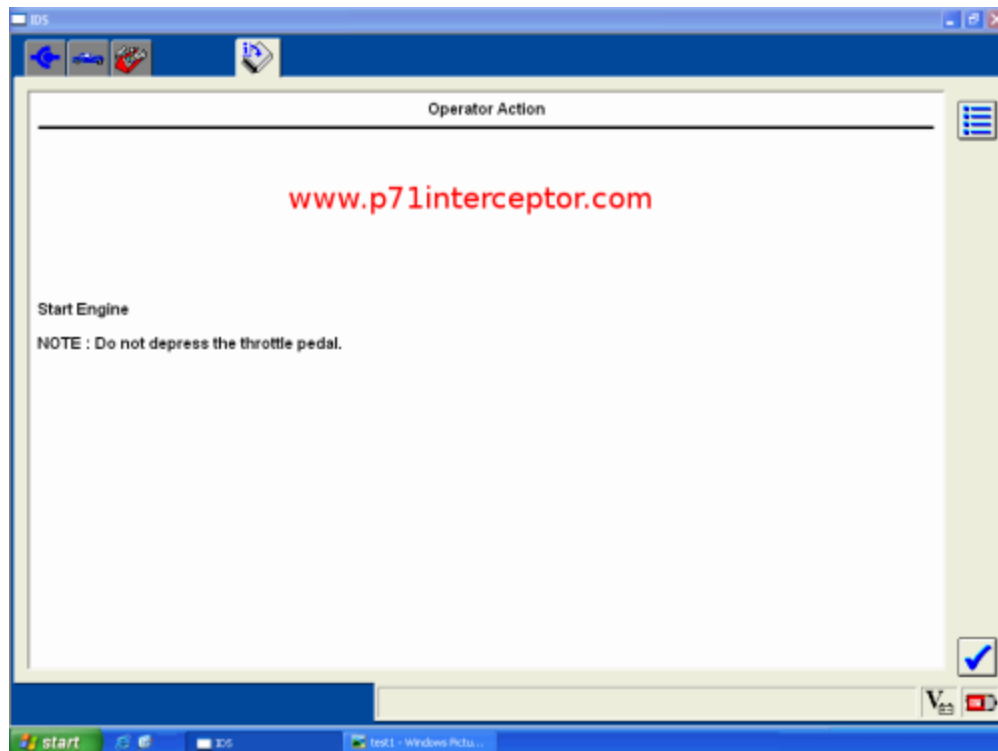 IDS
Operator Action
www.p71interceptor.com
Start Engine
NOTE : Do not depress the throttle pedal.
V
start
IDS
test1 - Windows Pictu...